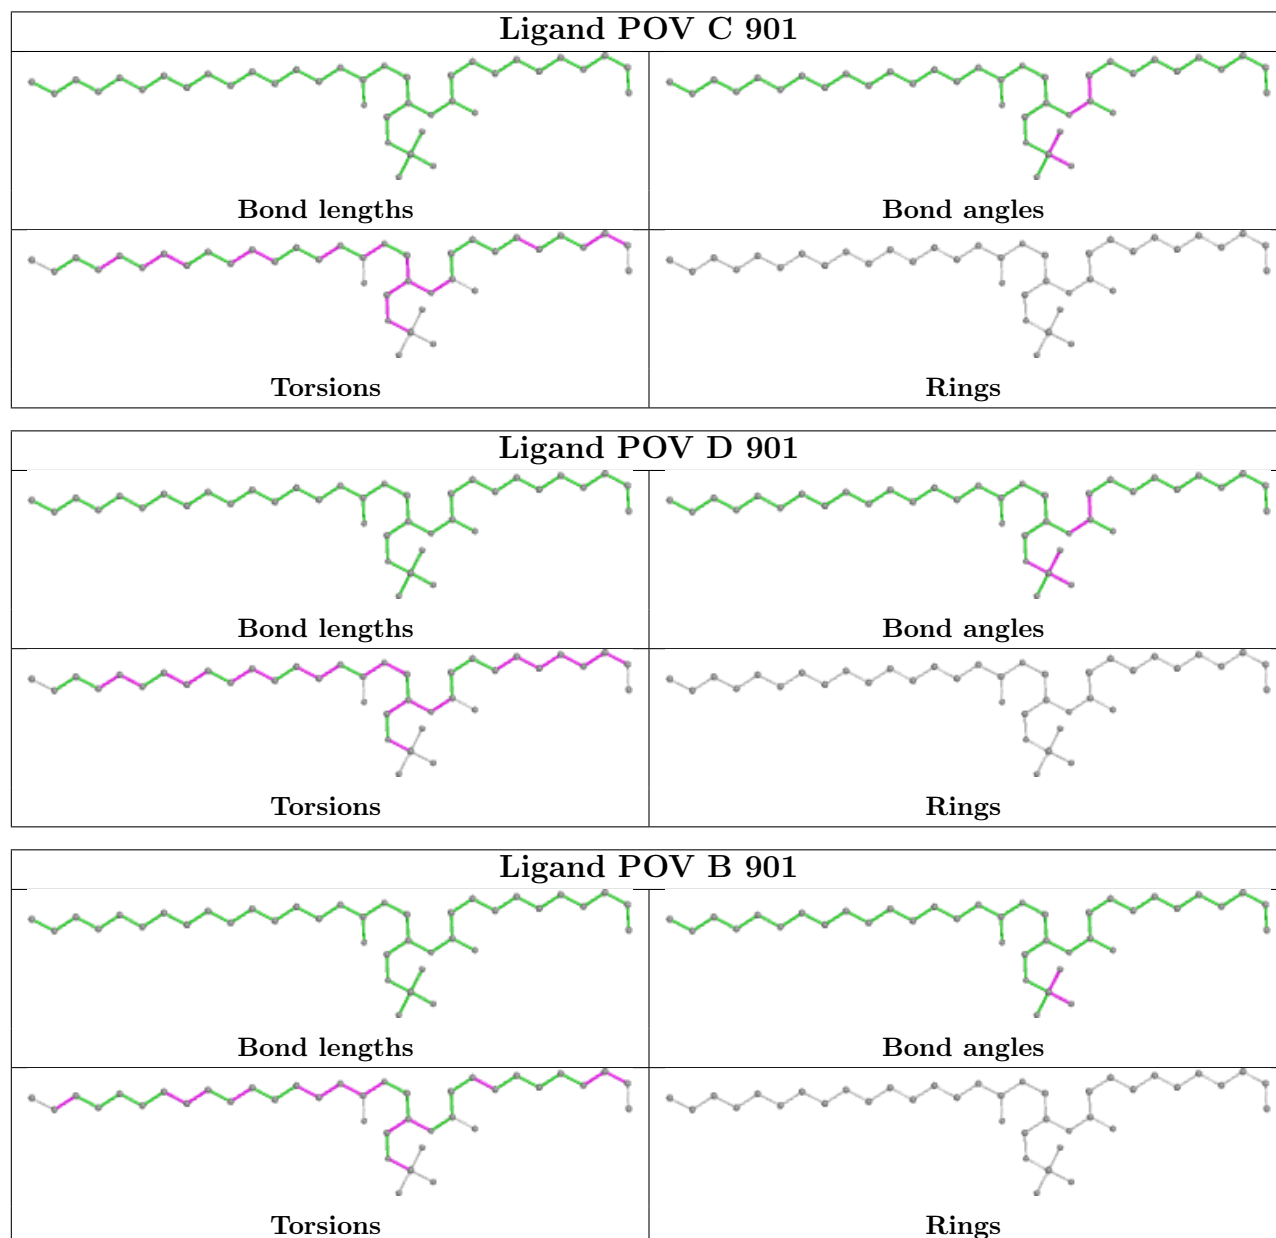 Ligand POV C 901
Bond lengths
Bond angles
Torsions
Rings
Ligand POV D 901
Bond lengths
Bond angles
Torsions
Rings
Ligand POV B 901
Bond lengths
Bond angles
Torsions
Rings